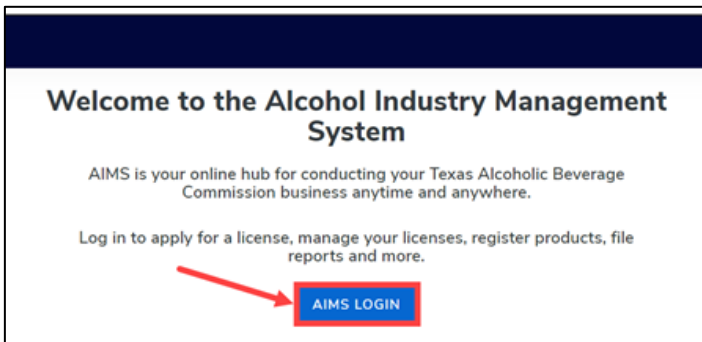 Welcome to the Alcohol Industry Management
System
AIMS is your online hub for conducting your Texas Alcoholic Beverage
Commission business anytime and anywhere.
Log in to apply for a license, manage your licenses, register products, file
reports and more.
AIMS LOGIN